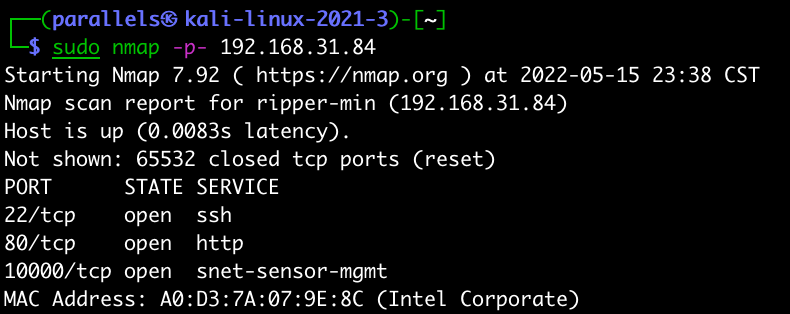 ┌──(parallels㉿kali-linux-2021-3)-[~]
└─$ sudo nmap -p- 192.168.31.84
Starting Nmap 7.92 ( https://nmap.org ) at 2022-05-15 23:38 CST
Nmap scan report for ripper-min (192.168.31.84)
Host is up (0.0083s latency).
Not shown: 65532 closed tcp ports (reset)
PORT      STATE SERVICE
22/tcp    open  ssh
80/tcp    open  http
10000/tcp open  snet-sensor-mgmt
MAC Address: A0:D3:7A:07:9E:8C (Intel Corporate)